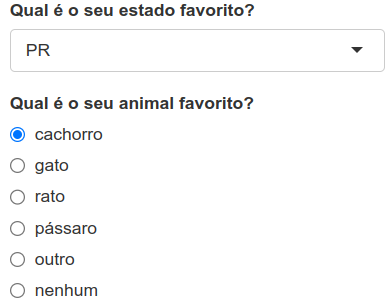 Qual é o seu estado favorito?
PR
Qual é o seu animal favorito?
cachorro
gato
rato
pássaro
outro
nenhum